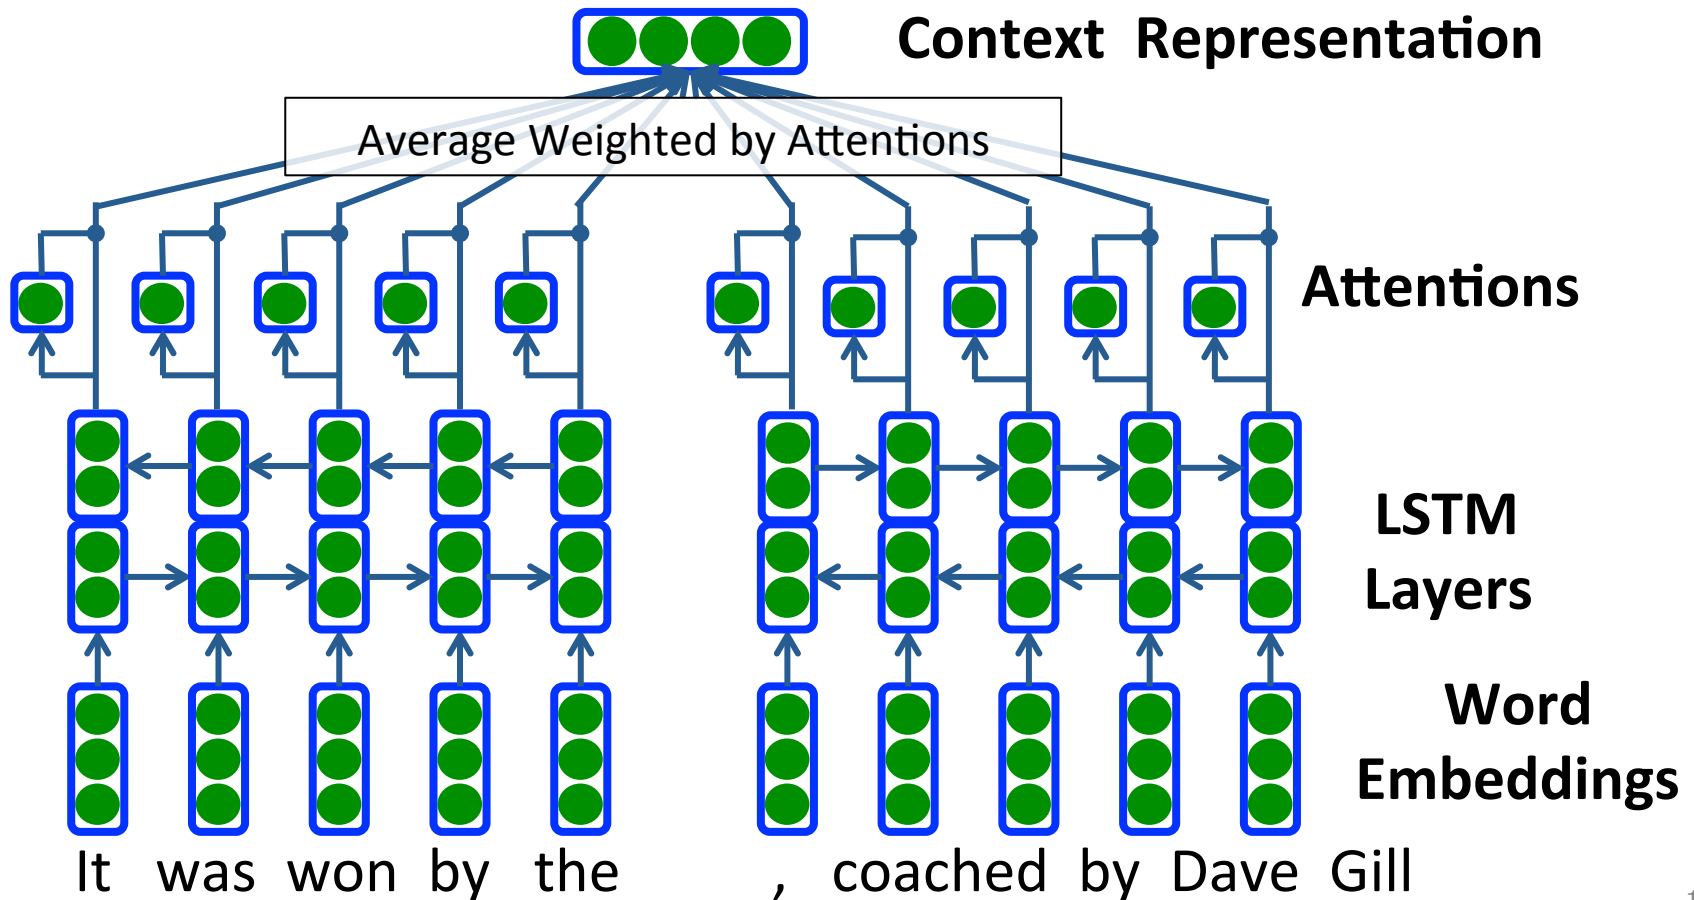 Context Representation
Average Weighted by Attentions
Attentions
LSTM
Layers
Word
Embeddings
It was won by the , coached by Dave Gill